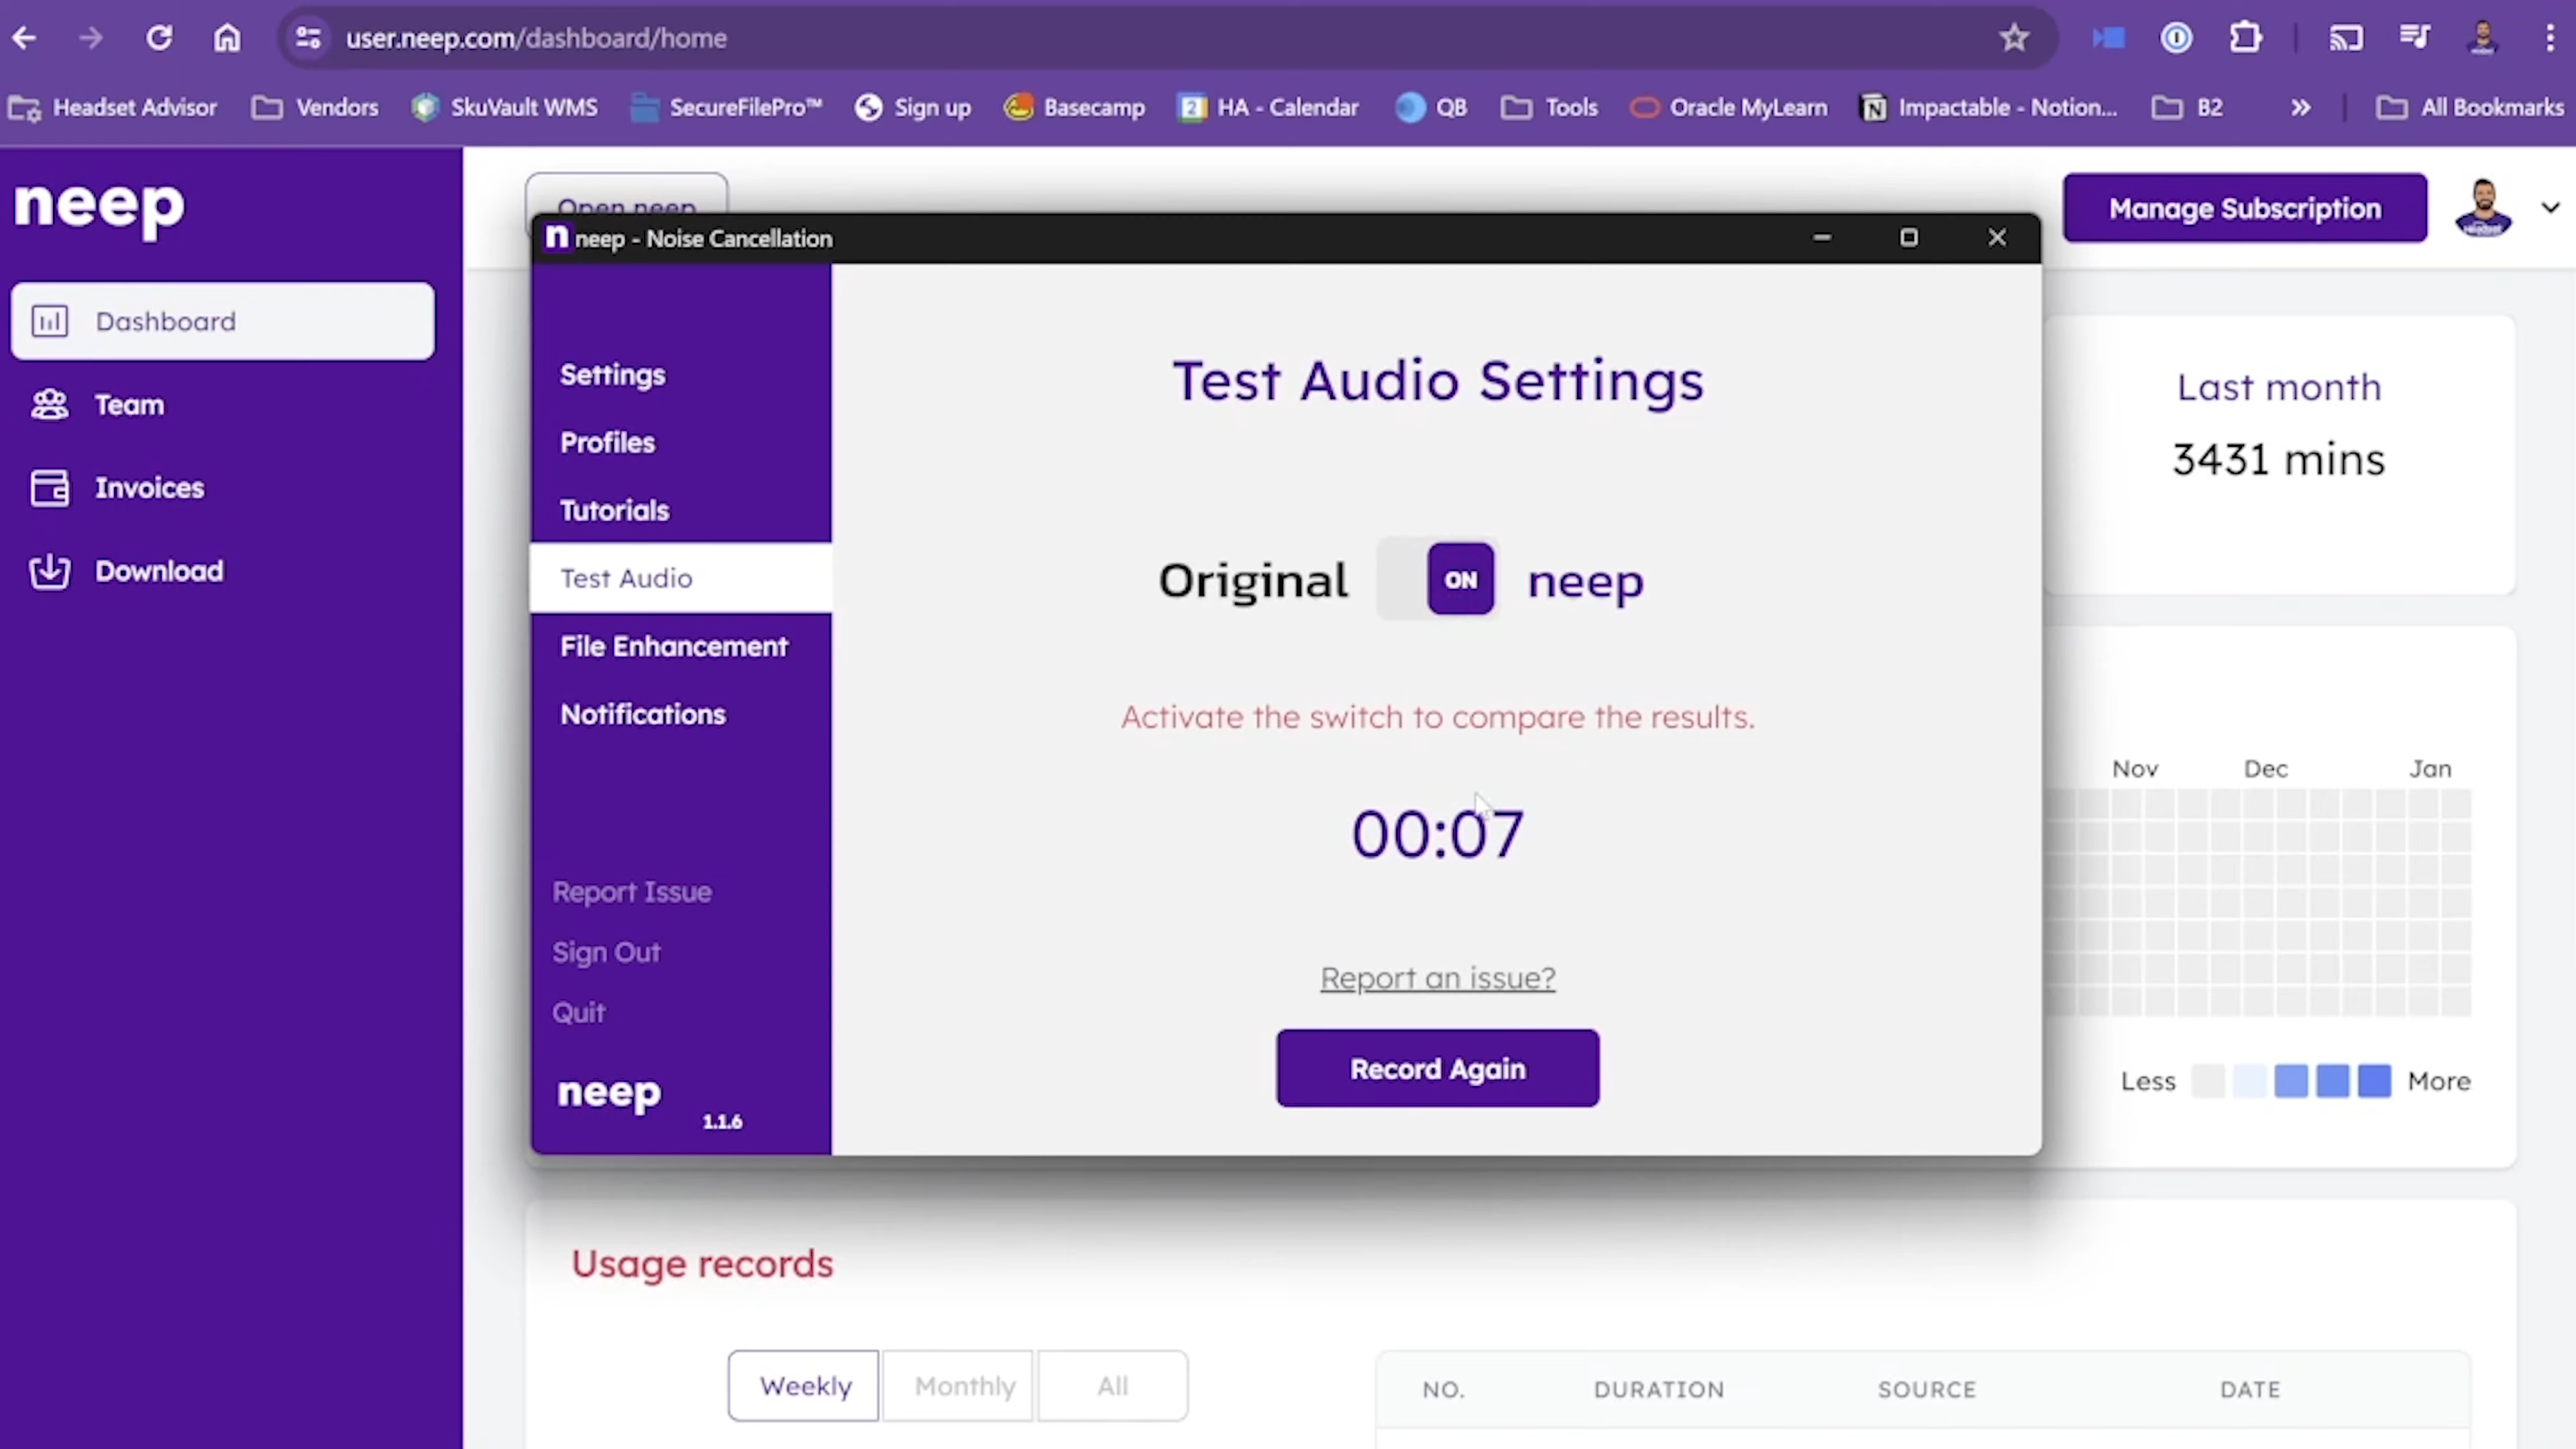 user.neep.com/dashboard/home
Headset Advisor Vendors SkuVault WMS SecureFilePro™ Sign up Basecamp 2 HA - Calendar QB Tools Oracle MyLearn Impactable - Notion... B2 » All Bookmarks
neep
Open neep
Manage Subscription
Dashboard
Team
Invoices
Download
n neep - Noise Cancellation
Settings
Profiles
Tutorials
Test Audio
File Enhancement
Notifications
Report Issue
Sign Out
Quit
neep
1.1.6
Test Audio Settings
Original ON neep
Activate the switch to compare the results.
00:07
Report an issue?
Record Again
Last month
3431 mins
Nov Dec Jan
Less More
Usage records
Weekly Monthly All
NO. DURATION SOURCE DATE